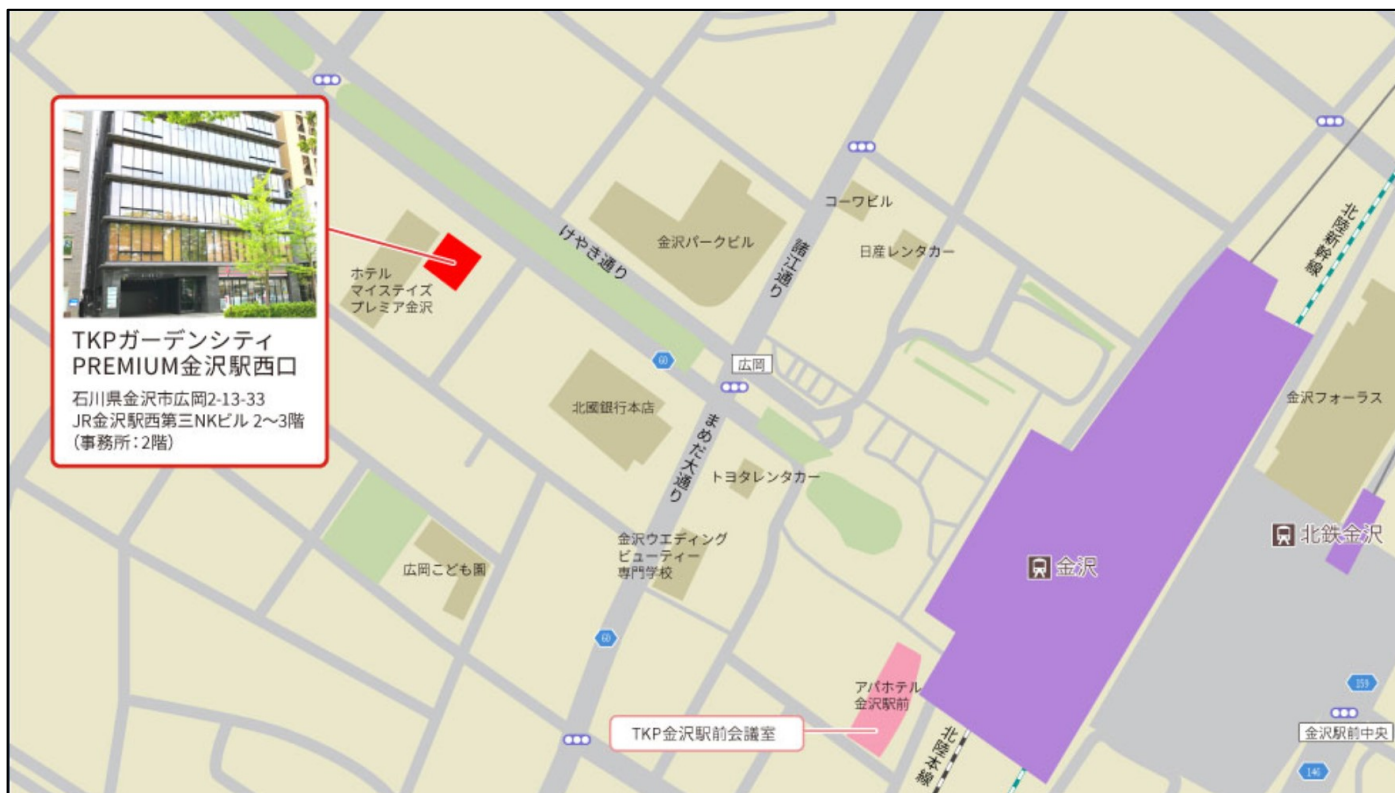 TKPガーデンシティ
PREMIUM金沢駅西口
石川県金沢市広岡2-13-33
JR金沢駅西第三NKビル 2〜3階
(事務所:2階)
ホテル
マイステイズ
プレミア金沢
けやき通り
金沢パークビル
諸江通り
コーワビル
日産レンタカー
北陸新幹線
60
広岡
北國銀行本店
まめだ大通り
トヨタレンタカー
金沢フォーラス
金沢ウエディング
ビューティー
専門学校
広岡こども園
北鉄金沢
金沢
60
アパホテル
金沢駅前
TKP金沢駅前会議室
北陸本線
159
金沢駅前中央
146